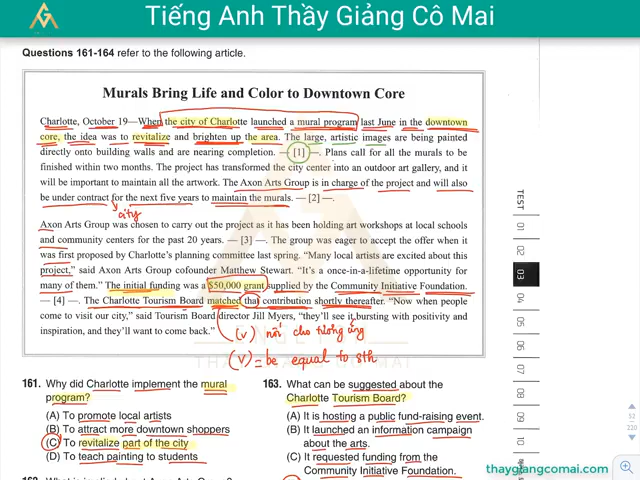 AG
Tiếng Anh Thầy Giảng Cô Mai
Questions 161-164 refer to the following article.
Murals Bring Life and Color to Downtown Core
Charlotte, October 19—When the city of Charlotte launched a mural program last June in the downtown
core, the idea was to revitalize and brighten up the area. The large, artistic images are being painted
directly onto building walls and are nearing completion. — [1] —. Plans call for all the murals to be
finished within two months. The project has transformed the city center into an outdoor art gallery, and
it will be important to maintain all the artwork. The Axon Arts Group is in charge of the project and will also
be under contract for the next five years to maintain the murals. — [2] —.
city
Axon Arts Group was chosen to carry out the project as it has been holding art workshops at local schools
and community centers for the past 20 years. — [3] —. The group was eager to accept the offer when it
was first proposed by Charlotte's planning committee last spring. “Many local artists are excited about this
project,” said Axon Arts Group cofounder Matthew Stewart. “It's a once-in-a-lifetime opportunity for
many of them.” The initial funding was a $50,000 grant supplied by the Community Initiative Foundation.
— [4] —. The Charlotte Tourism Board matched that contribution shortly thereafter. “Now when people
come to visit our city,” said Tourism Board director Jill Myers, “they'll see it bursting with positivity and
inspiration, and they'll want to come back.”
(v) nối cho tương ứng
(V) = be equal to sth
161. Why did Charlotte implement the mural
program?
(A) To promote local artists
(B) To attract more downtown shoppers
(C) To revitalize part of the city
(D) To teach painting to students
163. What can be suggested about the
Charlotte Tourism Board?
(A) It is hosting a public fund-raising event.
(B) It launched an information campaign
about the arts.
(C) It requested funding from the
Community Initiative Foundation.
TEST
01
02
03
04
05
06
07
08
09
10
52
220
thaygiangcomai.com